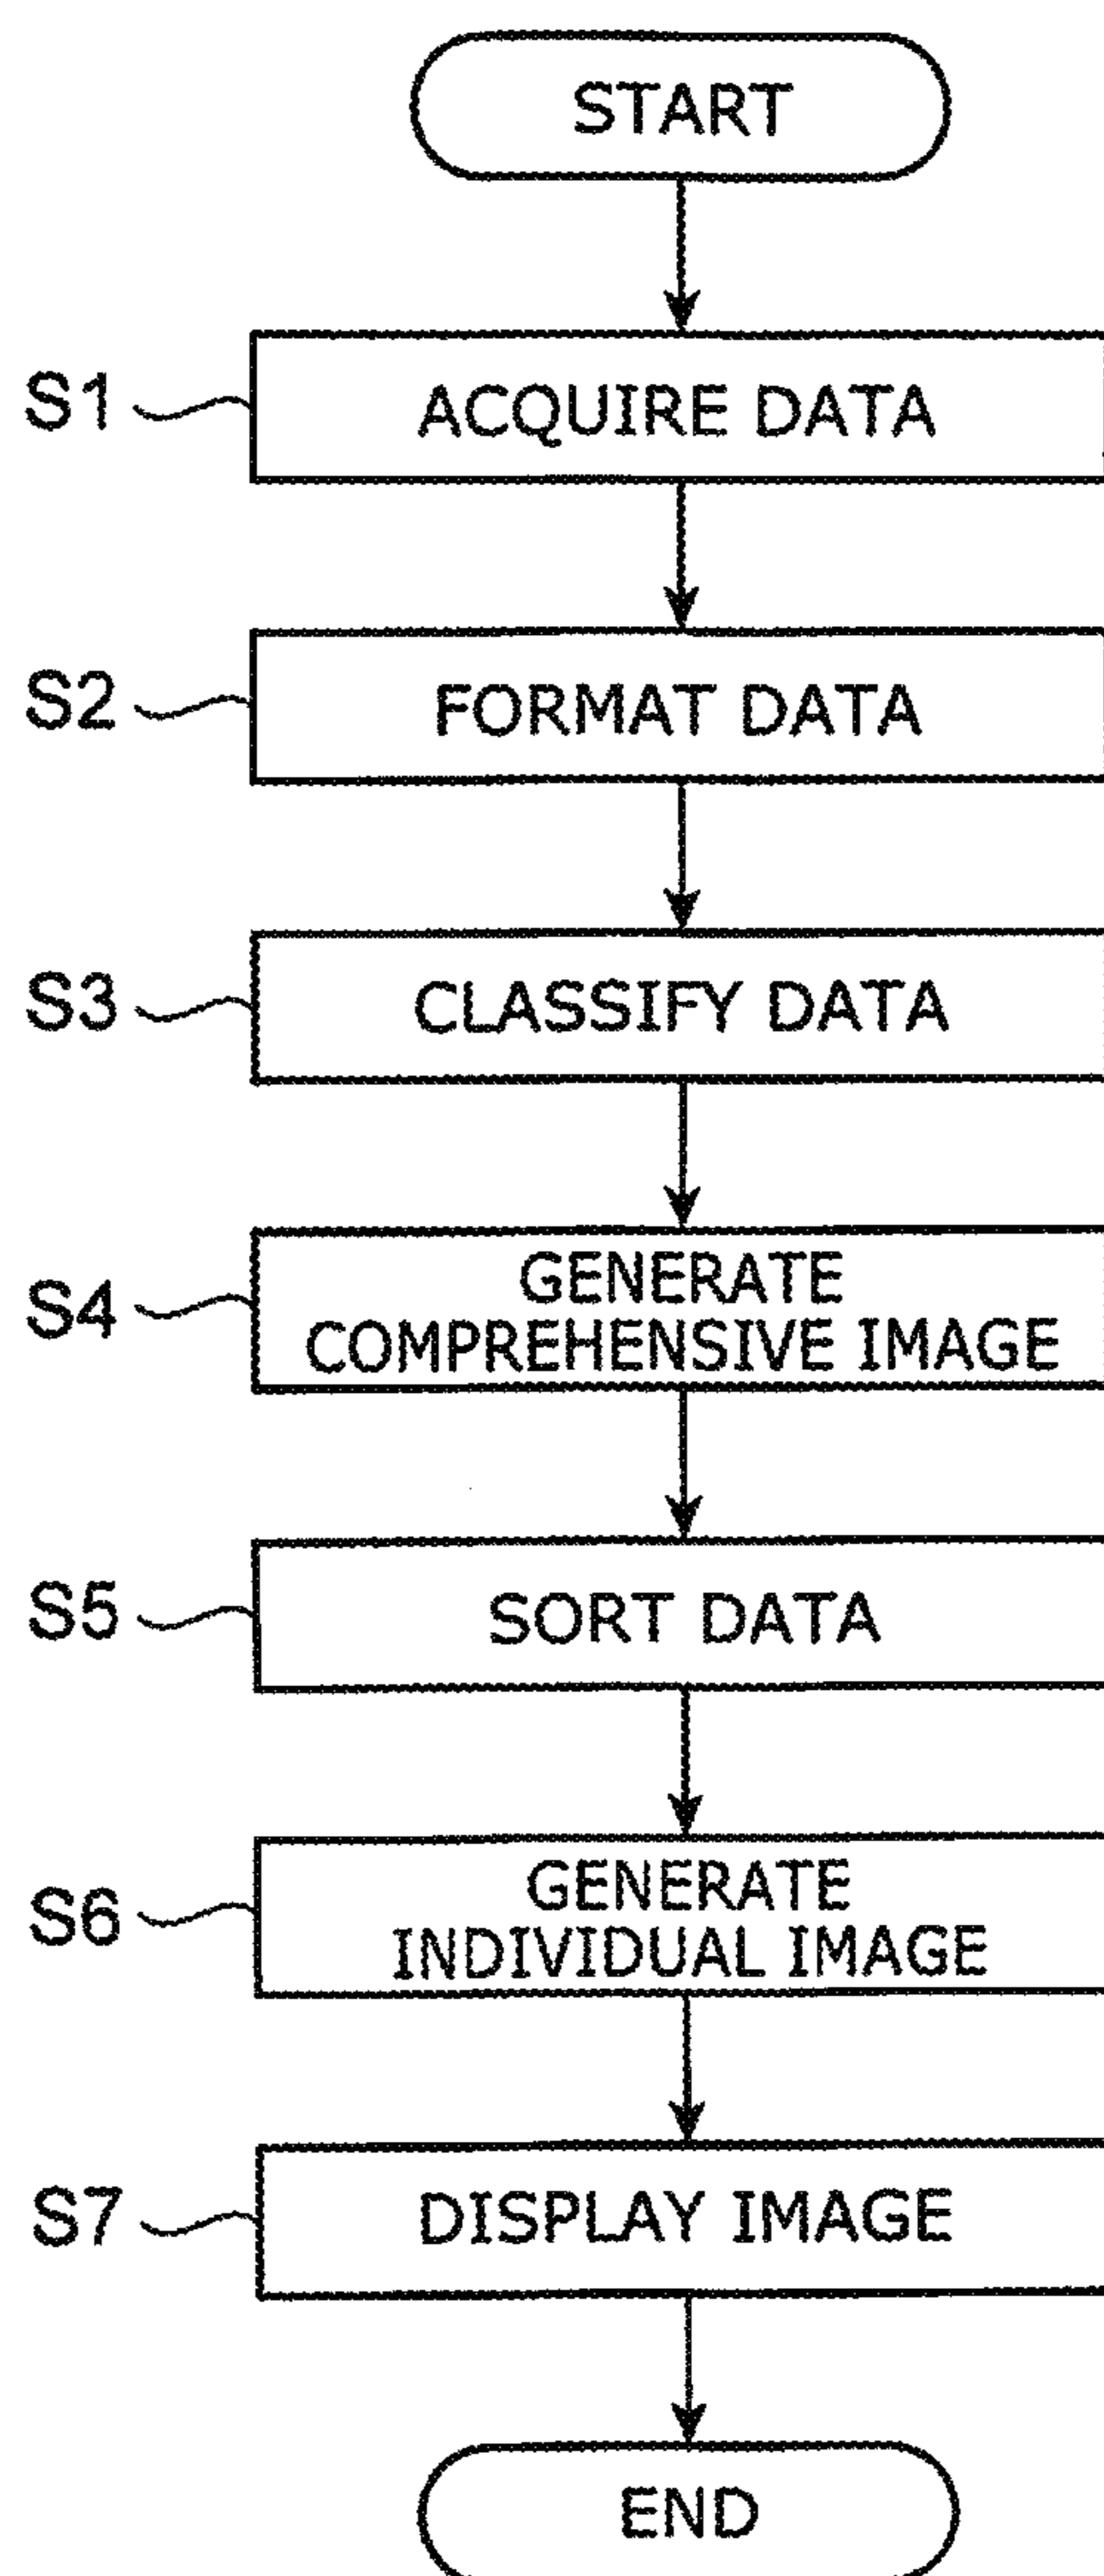 START
S1 ACQUIRE DATA
S2 FORMAT DATA
S3 CLASSIFY DATA
S4 GENERATE
COMPREHENSIVE IMAGE
S5 SORT DATA
S6 GENERATE
INDIVIDUAL IMAGE
S7 DISPLAY IMAGE
END